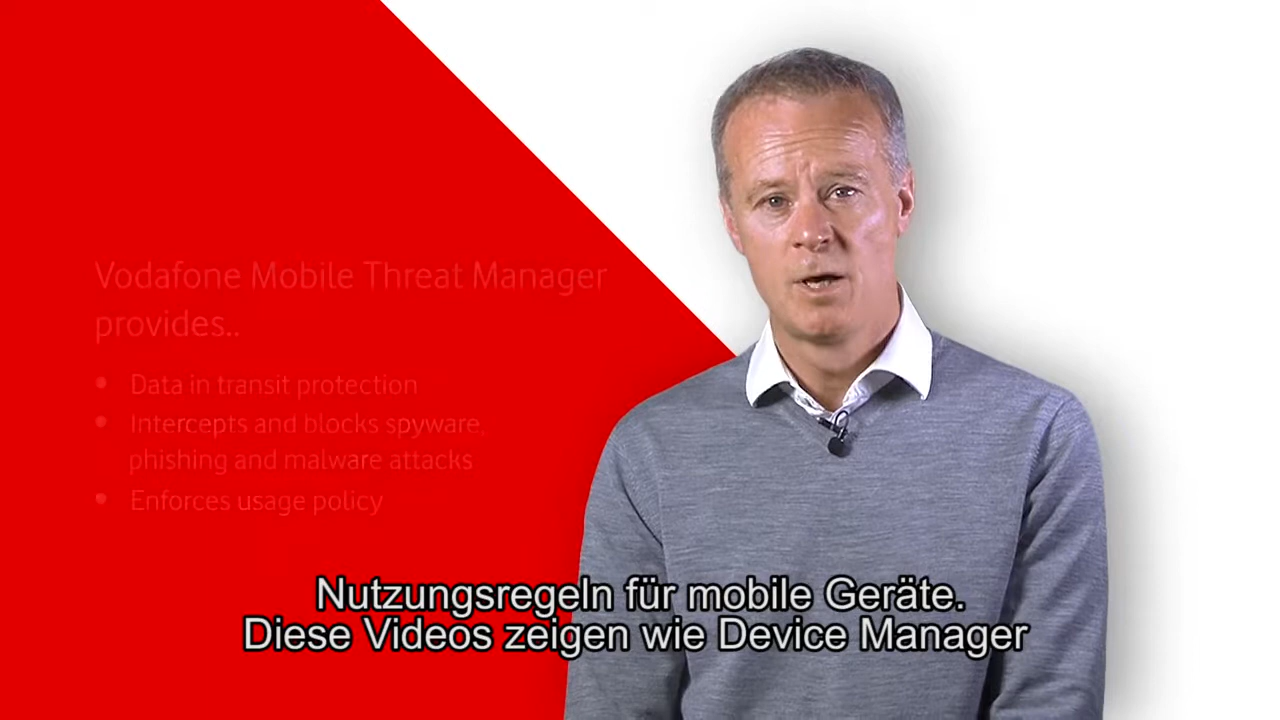 Vodafone Mobile Threat Manager
provides..
• Data in transit protection
• Intercepts and blocks spyware,
phishing and malware attacks
• Enforces usage policy
Nutzungsregeln für mobile Geräte.
Diese Videos zeigen wie Device Manager